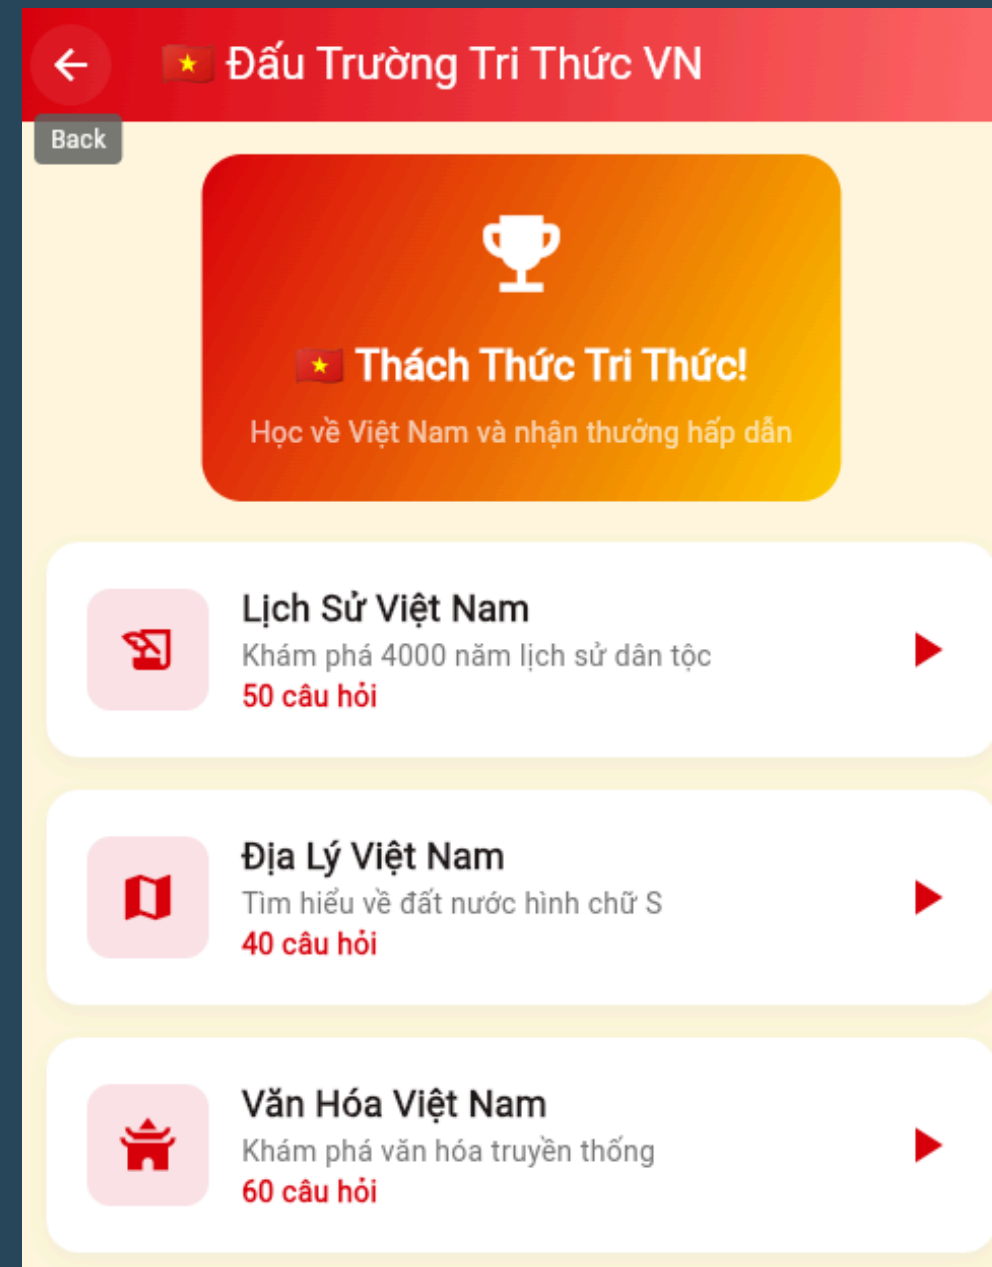 🇻🇳 Đấu Trường Tri Thức VN
Back
🇻🇳 Thách Thức Tri Thức!
Học về Việt Nam và nhận thưởng hấp dẫn
Lịch Sử Việt Nam
Khám phá 4000 năm lịch sử dân tộc
50 câu hỏi
Địa Lý Việt Nam
Tìm hiểu về đất nước hình chữ S
40 câu hỏi
Văn Hóa Việt Nam
Khám phá văn hóa truyền thống
60 câu hỏi